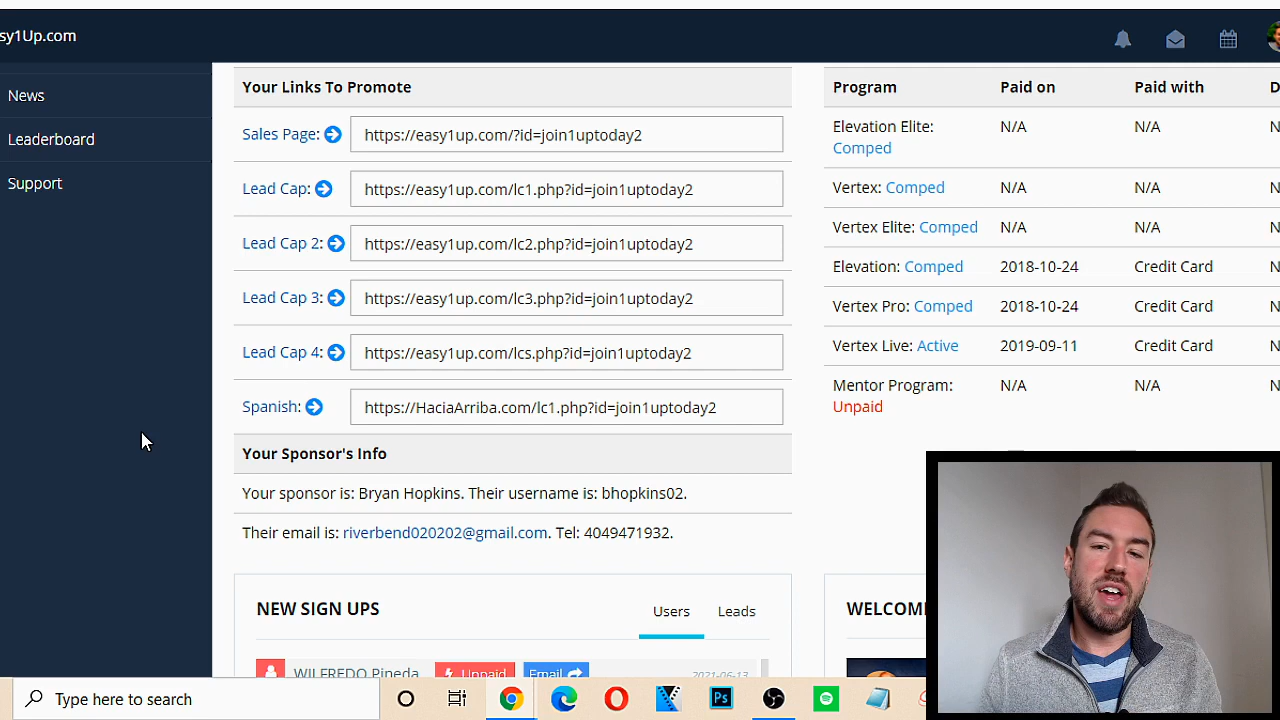 sy1Up.com
News
Leaderboard
Support
Your Links To Promote
Sales Page: https://easy1up.com/?id=join1uptoday2
Lead Cap: https://easy1up.com/lc1.php?id=join1uptoday2
Lead Cap 2: https://easy1up.com/lc2.php?id=join1uptoday2
Lead Cap 3: https://easy1up.com/lc3.php?id=join1uptoday2
Lead Cap 4: https://easy1up.com/lcs.php?id=join1uptoday2
Spanish: https://HaciaArriba.com/lc1.php?id=join1uptoday2
Your Sponsor's Info
Your sponsor is: Bryan Hopkins. Their username is: bhopkins02.
Their email is: riverbend020202@gmail.com. Tel: 4049471932.
NEW SIGN UPS Users Leads
WILFREDO Pineda Unpaid Email 2021-06-13
Program Paid on Paid with D
Elevation Elite: N/A N/A N
Comped
Vertex: Comped N/A N/A N
Vertex Elite: Comped N/A N/A N
Elevation: Comped 2018-10-24 Credit Card N
Vertex Pro: Comped 2018-10-24 Credit Card N
Vertex Live: Active 2019-09-11 Credit Card N
Mentor Program: N/A N/A N
Unpaid
WELCOM
Type here to search
Ps